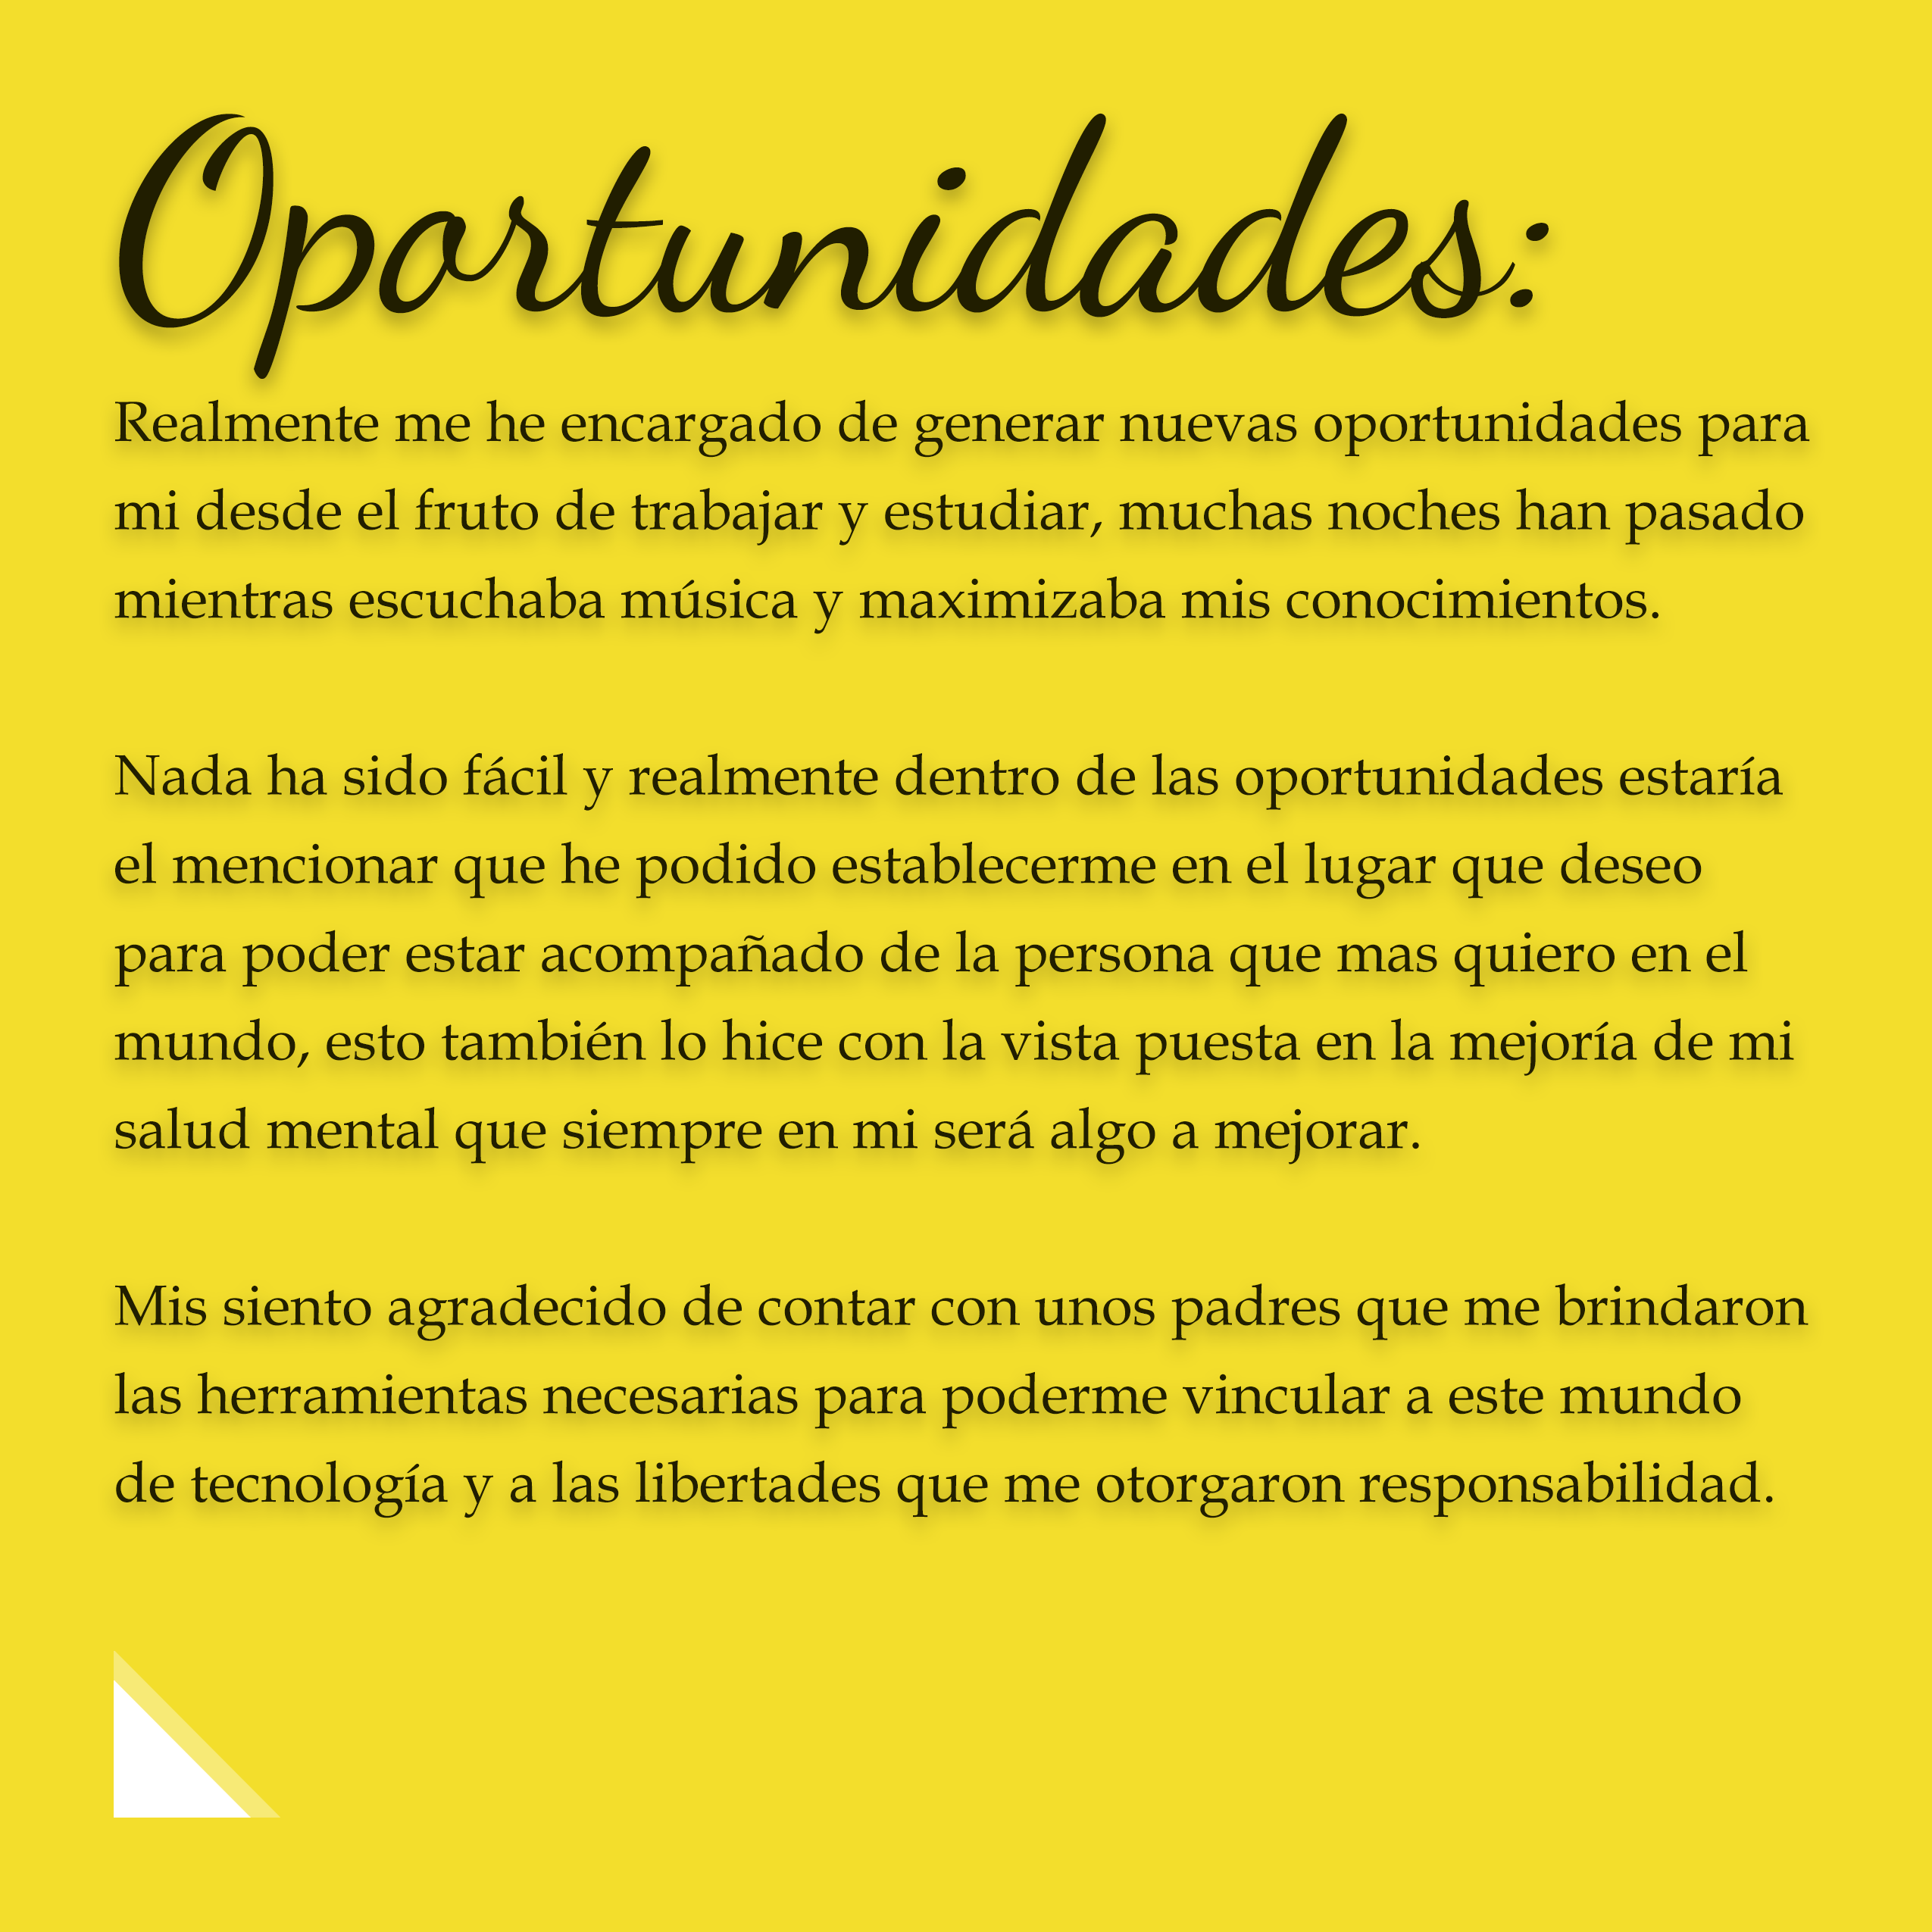 Oportunidades:
Realmente me he encargado de generar nuevas oportunidades para
mi desde el fruto de trabajar y estudiar, muchas noches han pasado
mientras escuchaba música y maximizaba mis conocimientos.
Nada ha sido fácil y realmente dentro de las oportunidades estaría
el mencionar que he podido establecerme en el lugar que deseo
para poder estar acompañado de la persona que mas quiero en el
mundo, esto también lo hice con la vista puesta en la mejoría de mi
salud mental que siempre en mi será algo a mejorar.
Mis siento agradecido de contar con unos padres que me brindaron
las herramientas necesarias para poderme vincular a este mundo
de tecnología y a las libertades que me otorgaron responsabilidad.